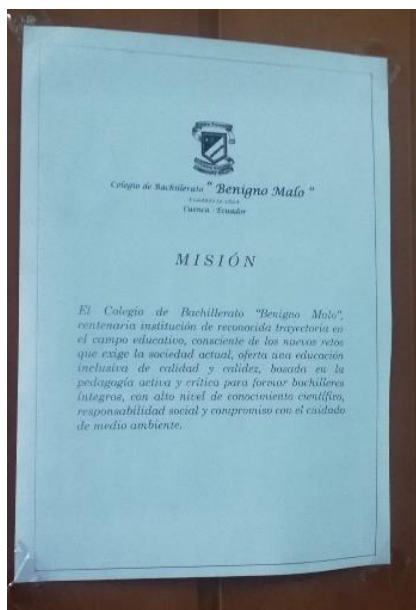 Colegio de Bachillerato " Benigno Malo "
Cuenca - Ecuador
MISIÓN
El Colegio de Bachillerato "Benigno Malo",
centenaria institución de reconocida trayectoria en
el campo educativo, consciente de los nuevos retos
que exige la sociedad actual, oferta una educación
inclusiva de calidad y calidez, basada en la
pedagogía activa y crítica para formar bachilleres
íntegros, con alto nivel de conocimiento científico,
responsabilidad social y compromiso con el cuidado
de medio ambiente.